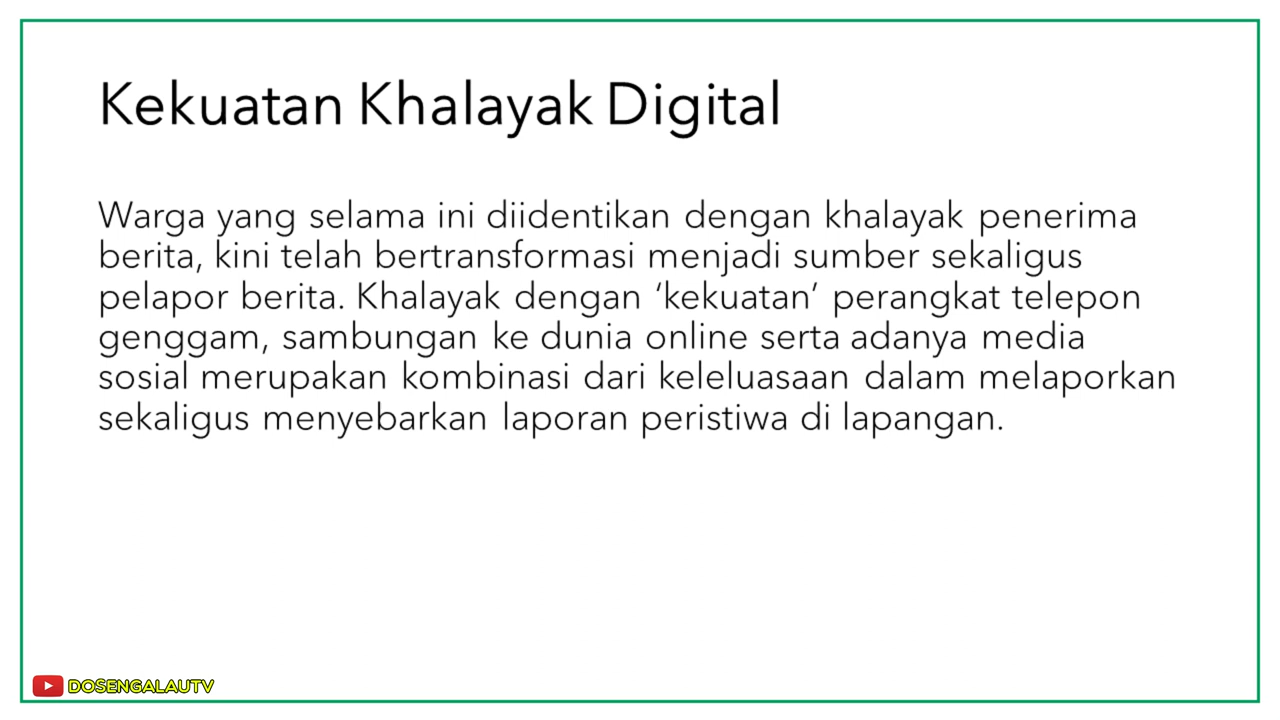 Kekuatan Khalayak Digital
Warga yang selama ini diidentikan dengan khalayak penerima
berita, kini telah bertransformasi menjadi sumber sekaligus
pelapor berita. Khalayak dengan ‘kekuatan’ perangkat telepon
genggam, sambungan ke dunia online serta adanya media
sosial merupakan kombinasi dari keleluasaan dalam melaporkan
sekaligus menyebarkan laporan peristiwa di lapangan.
DOSENGALAUTV